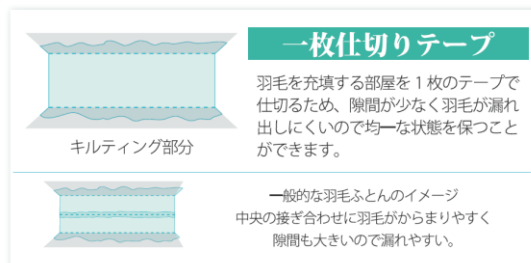 一枚仕切りテープ
羽毛を充填する部屋を1枚のテープで
仕切るため、隙間が少なく羽毛が漏れ
出しにくいので均一な状態を保つこと
ができます。
キルティング部分
一般的な羽毛ふとんのイメージ
中央の接ぎ合わせに羽毛がからまりやすく
隙間も大きいので漏れやすい。